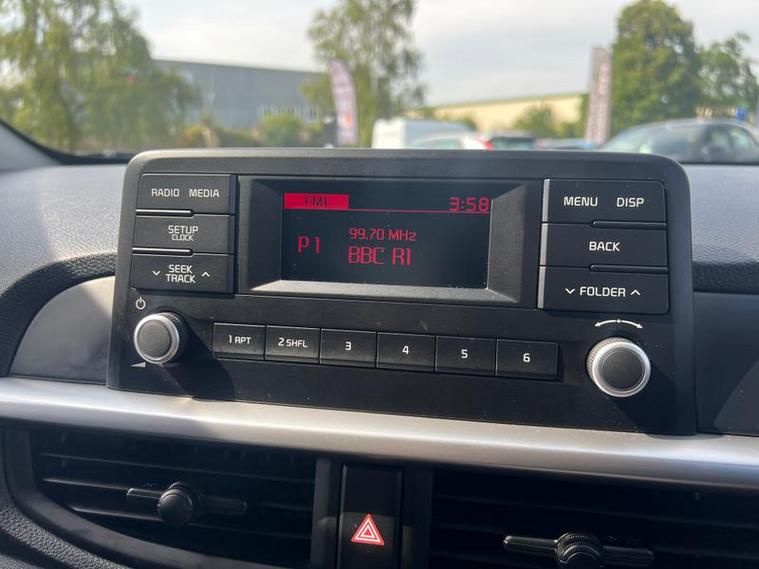 RADIO MEDIA
SETUP
CLOCK
SEEK
TRACK
FM1 3:58
99.70 MHz
P1 BBC R1
MENU DISP
BACK
FOLDER
1 RPT 2 SHFL 3 4 5 6